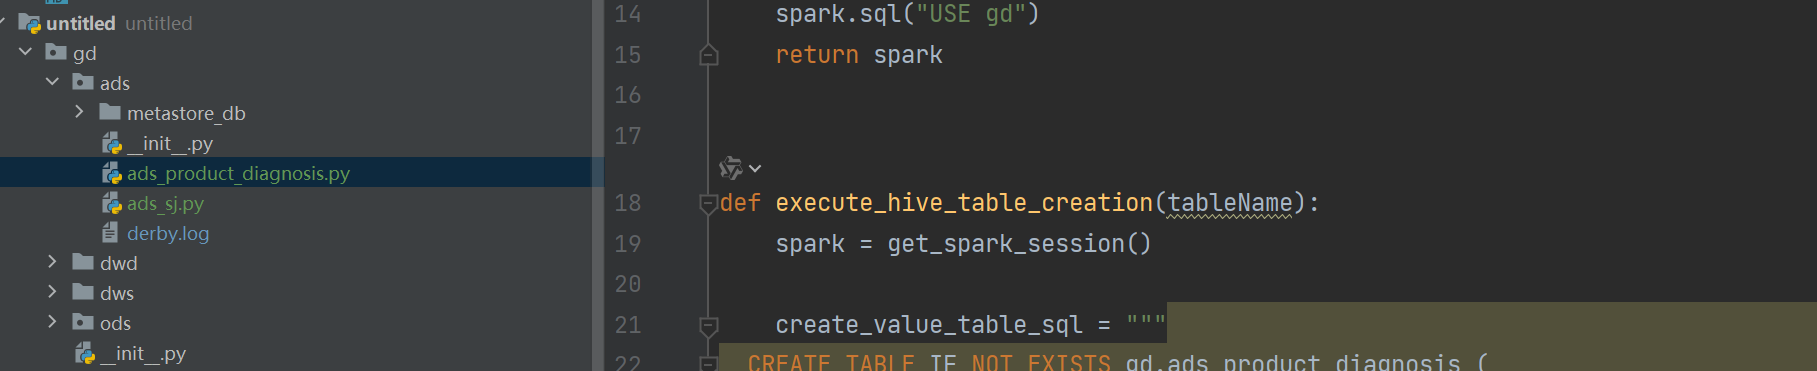 untitled untitled
gd
ads
metastore_db
__init__.py
ads_product_diagnosis.py
ads_sj.py
derby.log
dwd
dws
ods
__init__.py
14 spark.sql("USE gd")
15 return spark
16
17
18 def execute_hive_table_creation(tableName):
19 spark = get_spark_session()
20
21 create_value_table_sql = """
22 CREATE TABLE IF NOT EXISTS gd.ads_product_diagnosis (